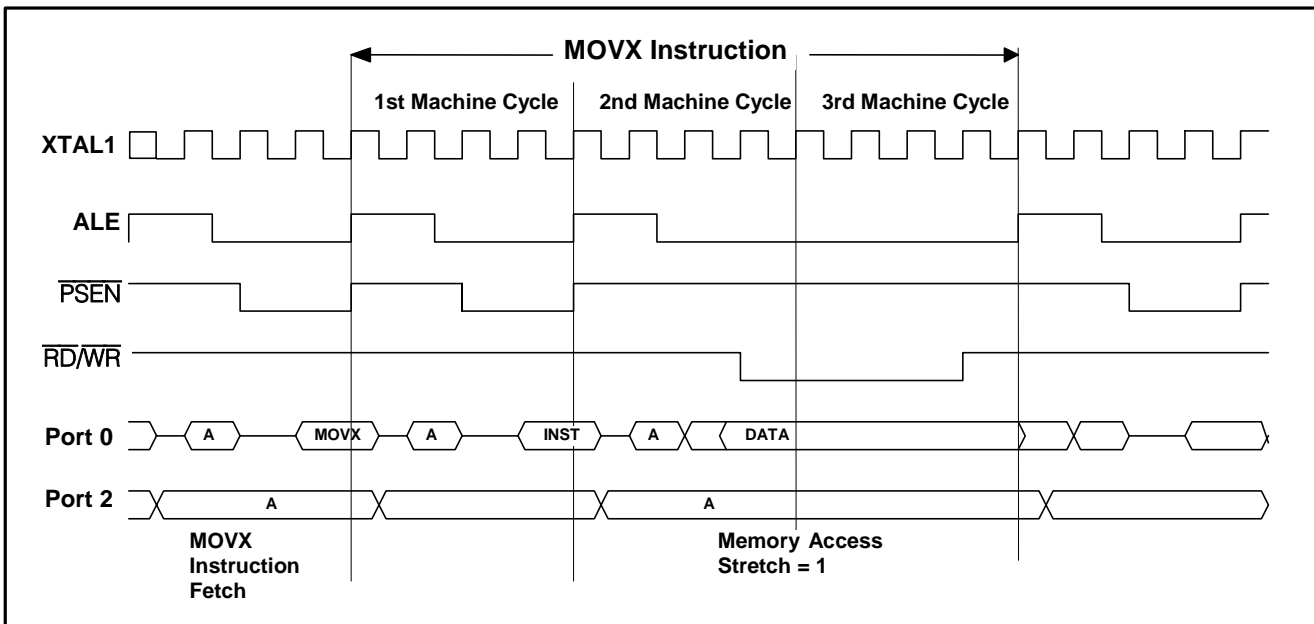 MOVX Instruction
1st Machine Cycle 2nd Machine Cycle 3rd Machine Cycle
XTAL1
ALE
PSEN
RD/WR
Port 0 A MOVX A INST A DATA
Port 2 A A
MOVX
Instruction
Fetch
Memory Access
Stretch = 1